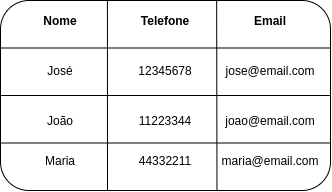 Nome Telefone Email
José 12345678 jose@email.com
João 11223344 joao@email.com
Maria 44332211 maria@email.com